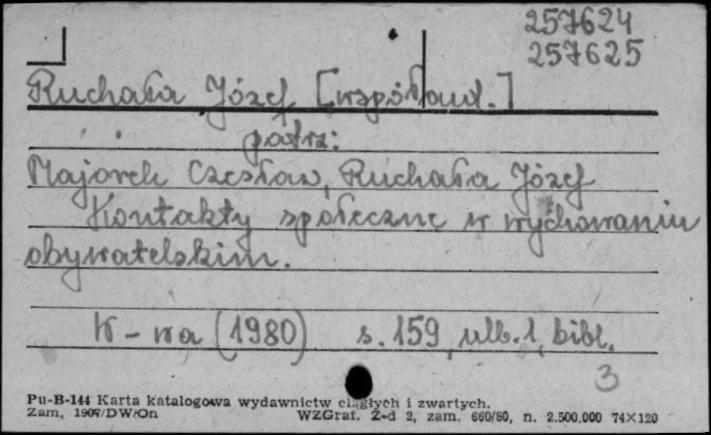 257624
257625
Ruchała Józef [współaut.]
patrz:
Majorek Czesław, Ruchała Józef
Kontakty społeczne w wychowaniu
obywatelskim.
W-wa (1980) s. 159, nlb. 1, bibl.
3
Pu-B-144 Karta katalogowa wydawnictw ciągłych i zwartych.
Zam. 1907/DW/On WZGraf. Z-d 2, zam. 660/80, n. 2.500.000 74×120